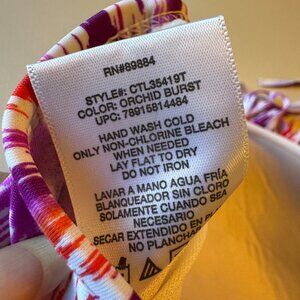 RN#89884
STYLE#: CTL35419T
COLOR: ORCHID BURST
UPC: 78915814484
HAND WASH COLD
ONLY NON-CHLORINE BLEACH
WHEN NEEDED
LAY FLAT TO DRY
DO NOT IRON
LAVAR A MANO AGUA FRÍA
BLANQUEADOR SIN CLORO
SOLAMENTE CUANDO SEA
NECESARIO
SECAR EXTENDIDO EN
NO PLANCHAR